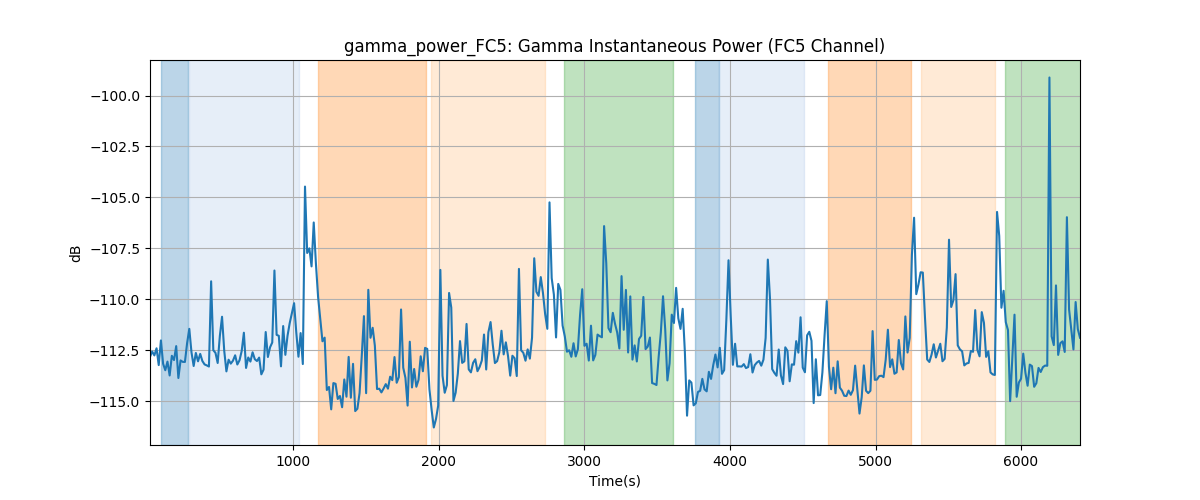 gamma_power_FC5: Gamma Instantaneous Power (FC5 Channel)
−100.0
−102.5
−105.0
−107.5
−110.0
−112.5
−115.0
dB
1000 2000 3000 4000 5000 6000
Time(s)